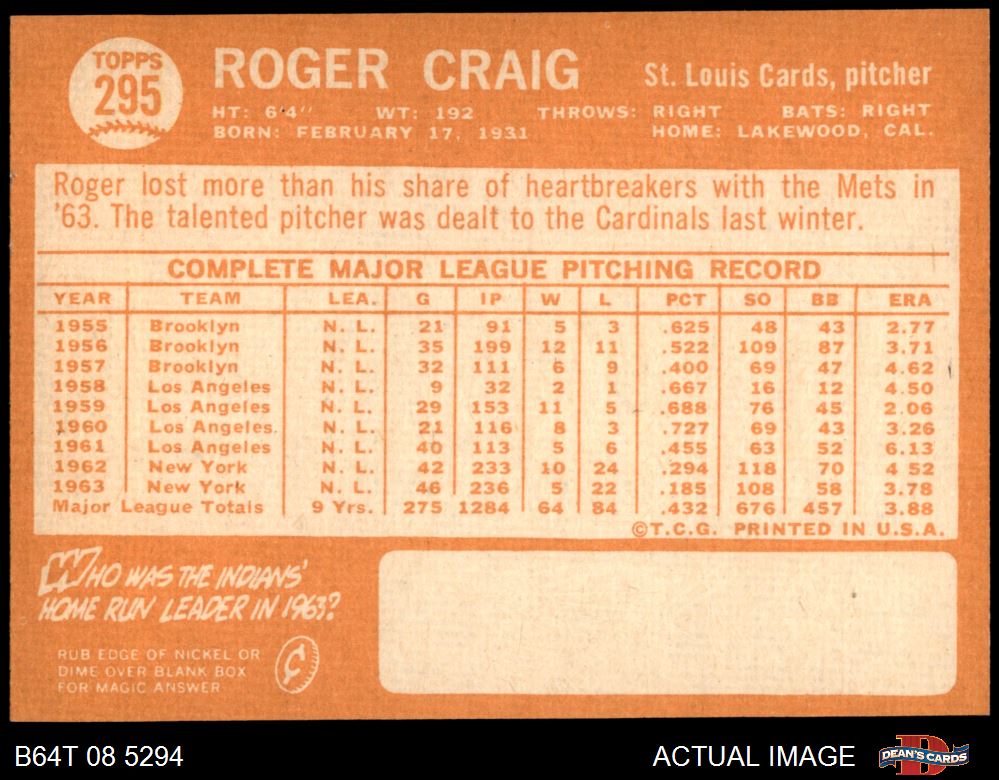 TOPPS
295
ROGER CRAIG
St. Louis Cards, pitcher
HT: 6'4" WT: 192 THROWS: RIGHT BATS: RIGHT
BORN: FEBRUARY 17, 1931 HOME: LAKEWOOD, CAL.
Roger lost more than his share of heartbreakers with the Mets in
'63. The talented pitcher was dealt to the Cardinals last winter.
COMPLETE MAJOR LEAGUE PITCHING RECORD
YEAR TEAM LEA. G IP W L PCT SO BB ERA
1955 Brooklyn N. L. 21 91 5 3 .625 48 43 2.77
1956 Brooklyn N. L. 35 199 12 11 .522 109 87 3.71
1957 Brooklyn N. L. 32 111 6 9 .400 69 47 4.62
1958 Los Angeles N. L. 9 32 2 1 .667 16 12 4.50
1959 Los Angeles N. L. 29 153 11 5 .688 76 45 2.06
1960 Los Angeles. N. L. 21 116 8 3 .727 69 43 3.26
1961 Los Angeles N. L. 40 113 5 6 .455 63 52 6.13
1962 New York N. L. 42 233 10 24 .294 118 70 4 52
1963 New York N. L. 46 236 5 22 .185 108 58 3.78
Major League Totals 9 Yrs. 275 1284 64 84 .432 676 457 3.88
©T.C.G. PRINTED IN U.S.A.
WHO WAS THE INDIANS'
HOME RUN LEADER IN 1963?
RUB EDGE OF NICKEL OR
DIME OVER BLANK BOX
FOR MAGIC ANSWER
¢
B64T 08 5294
ACTUAL IMAGE
DEAN'S CARDS